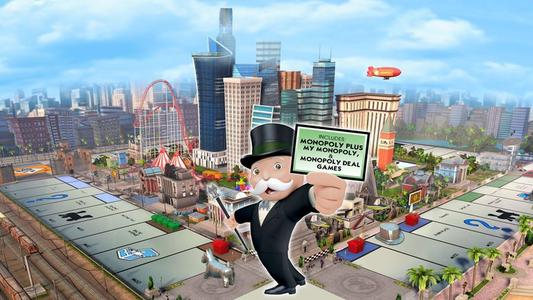 INCLUDES:
MONOPOLY PLUS
MY MONOPOLY,
&
MONOPOLY DEAL
GAMES